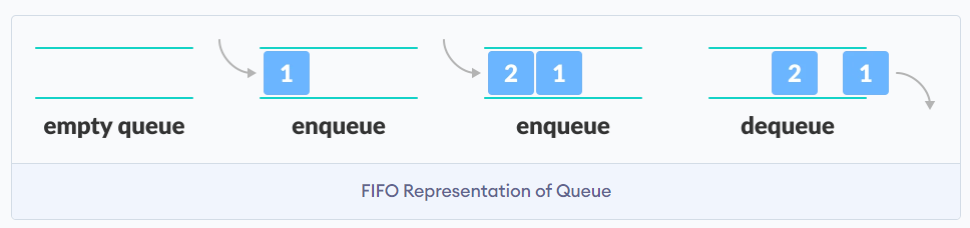 1
2 1
2 1
empty queue
enqueue
enqueue
dequeue
FIFO Representation of Queue